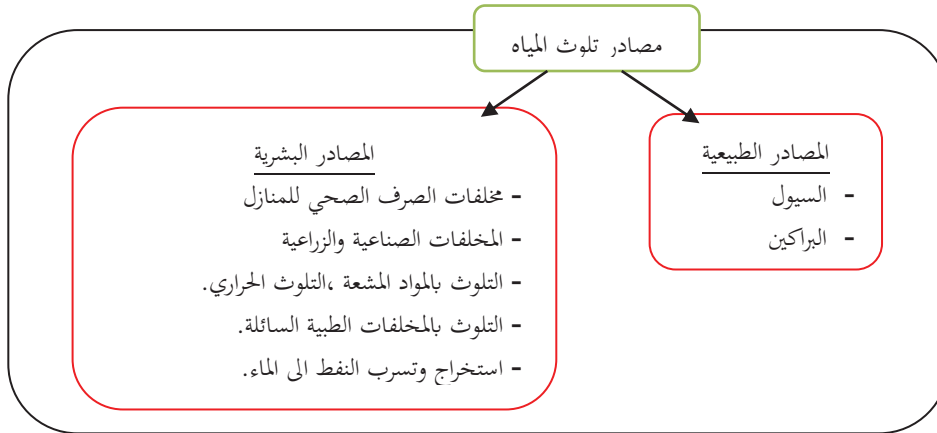 مصادر تلوث المياه
المصادر الطبيعية
- السيول
- البراكين
المصادر البشرية
- مخلفات الصرف الصحي للمنازل
- المخلفات الصناعية والزراعية
- التلوث بالمواد المشعة ،التلوث الحراري.
- التلوث بالمخلفات الطبية السائلة.
- استخراج وتسرب النفط الى الماء.